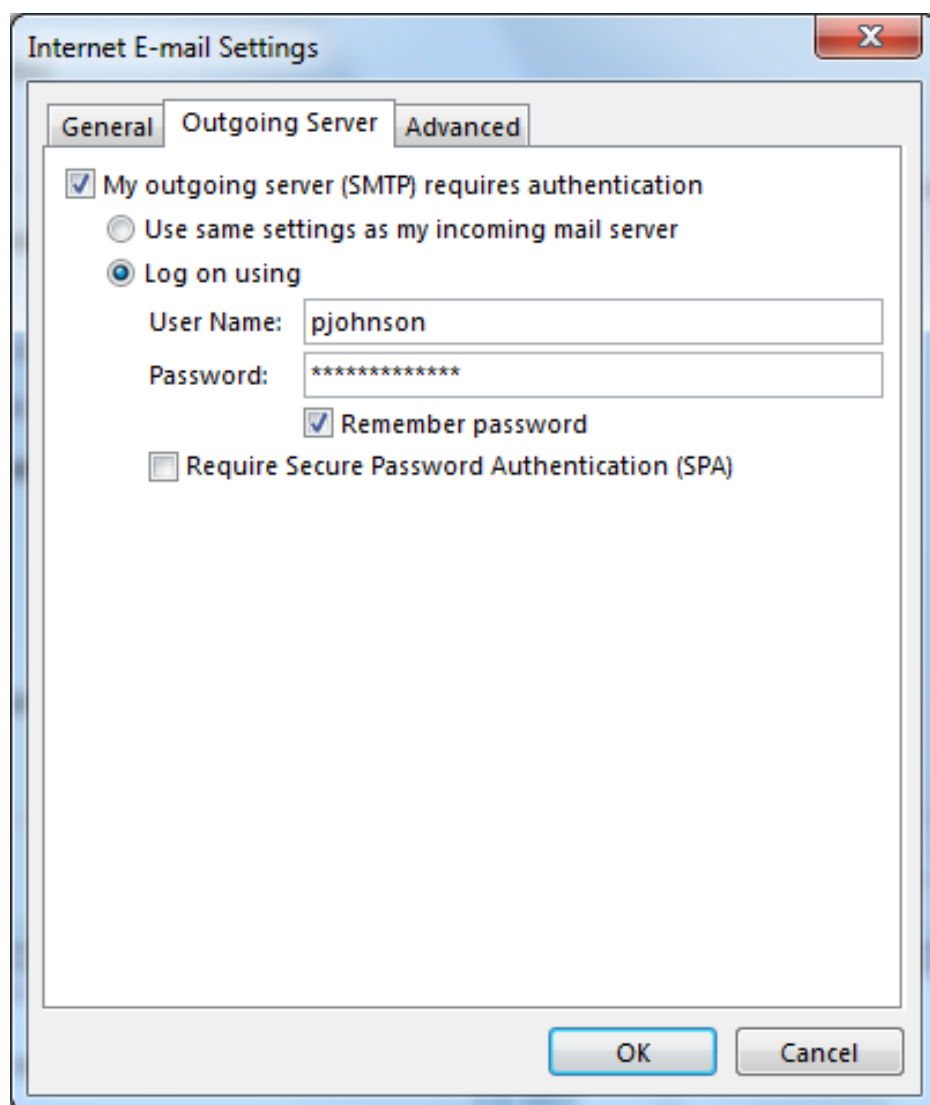 Internet E-mail Settings
General Outgoing Server Advanced
My outgoing server (SMTP) requires authentication
Use same settings as my incoming mail server
Log on using
User Name: pjohnson
Password: *************
Remember password
Require Secure Password Authentication (SPA)
OK Cancel